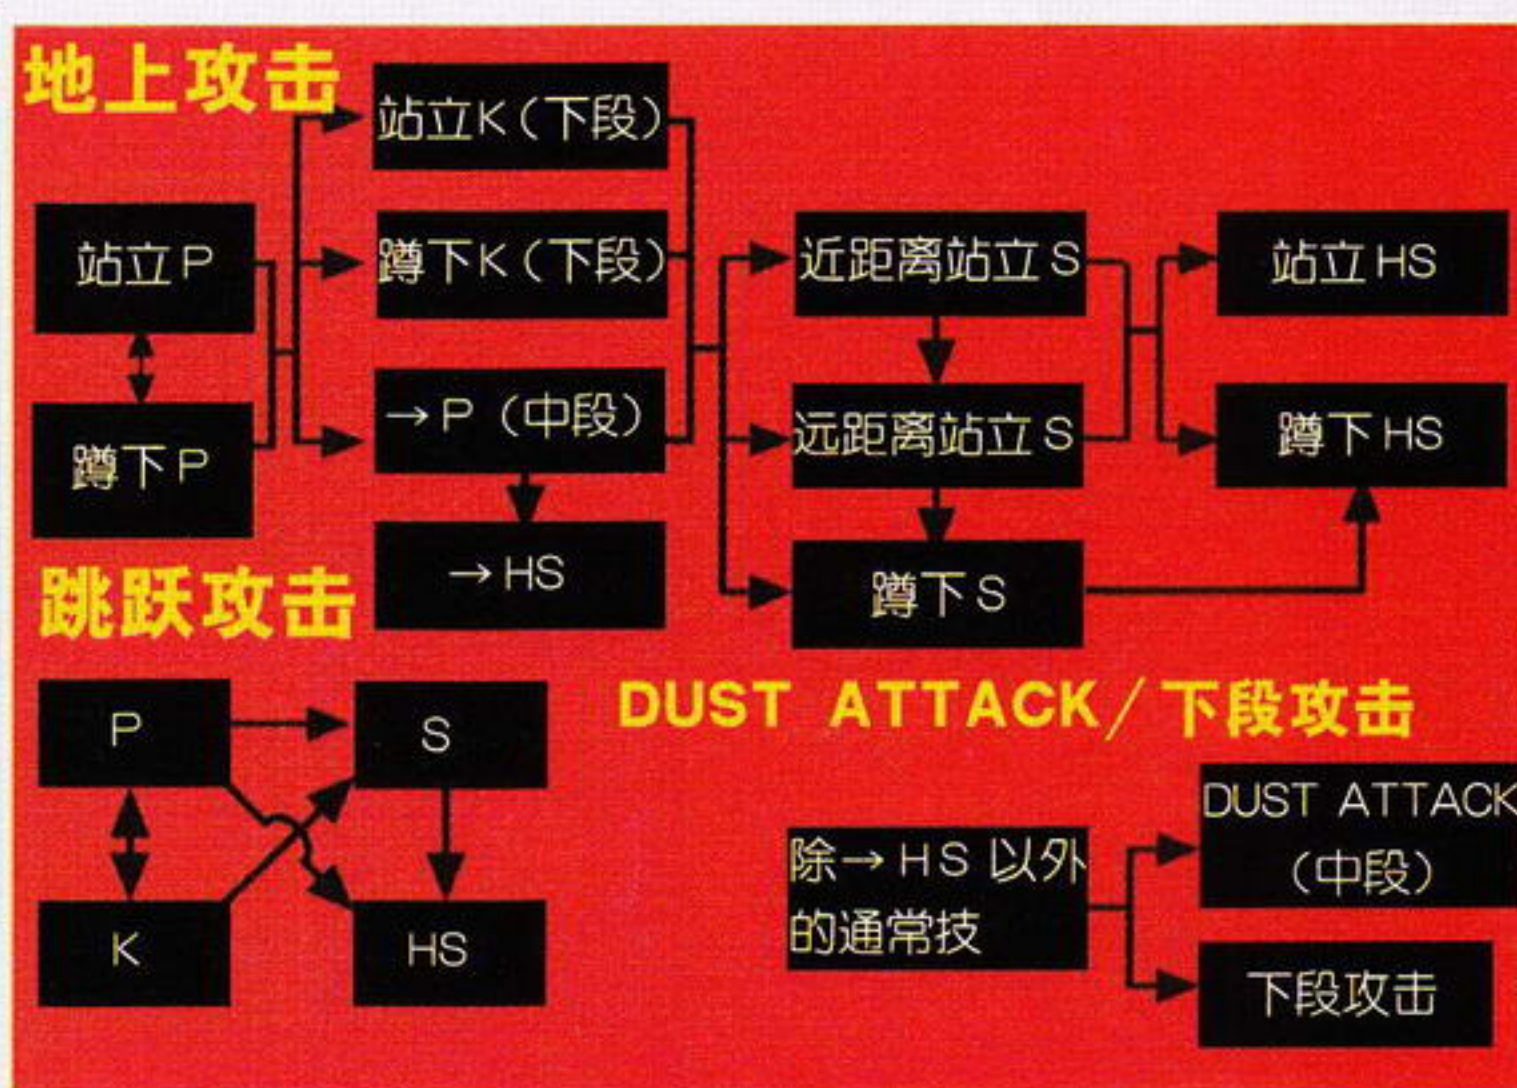 地上攻击
站立K（下段）
站立P
蹲下K（下段）
近距离站立S
站立HS
→P（中段）
远距离站立S
蹲下HS
蹲下P
→HS
蹲下S
跳跃攻击
P
S
K
HS
DUST ATTACK/下段攻击
除→HS以外
的通常技
DUST ATTACK
（中段）
下段攻击